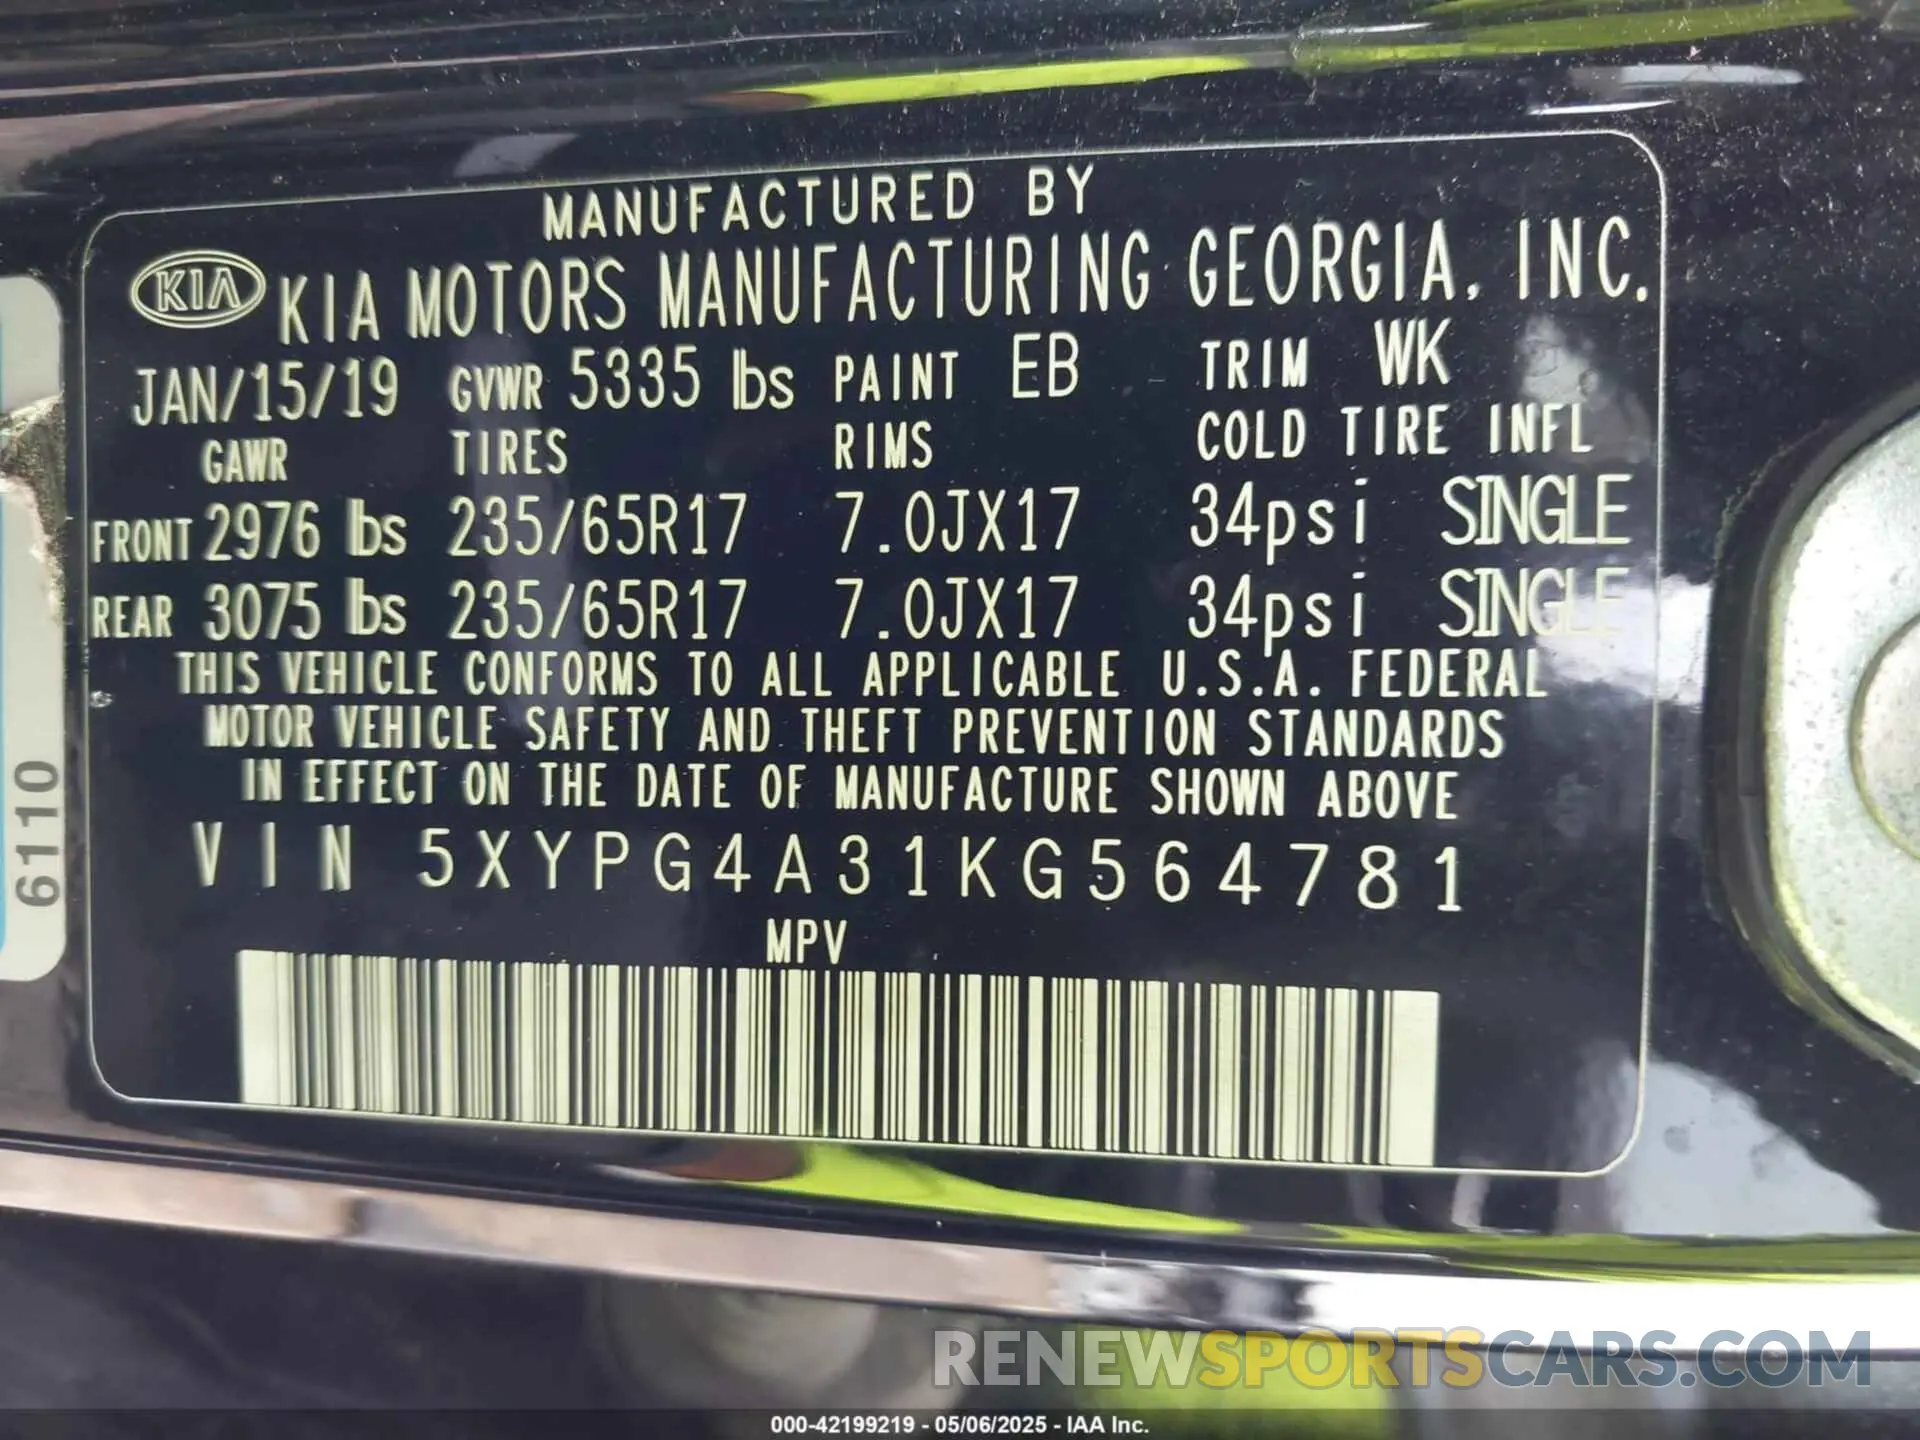 MANUFACTURED BY
KIA KIA MOTORS MANUFACTURING GEORGIA, INC.
JAN/15/19 GVWR 5335 lbs PAINT EB TRIM WK
GAWR TIRES RIMS COLD TIRE INFL
FRONT 2976 lbs 235/65R17 7.0JX17 34psi SINGLE
REAR 3075 lbs 235/65R17 7.0JX17 34psi SINGLE
THIS VEHICLE CONFORMS TO ALL APPLICABLE U.S.A. FEDERAL
MOTOR VEHICLE SAFETY AND THEFT PREVENTION STANDARDS
IN EFFECT ON THE DATE OF MANUFACTURE SHOWN ABOVE
VIN 5XYPG4A31KG564781
MPV
6110
RENEWSPORTSCARS.COM
000-42199219 - 05/06/2025 - IAA Inc.